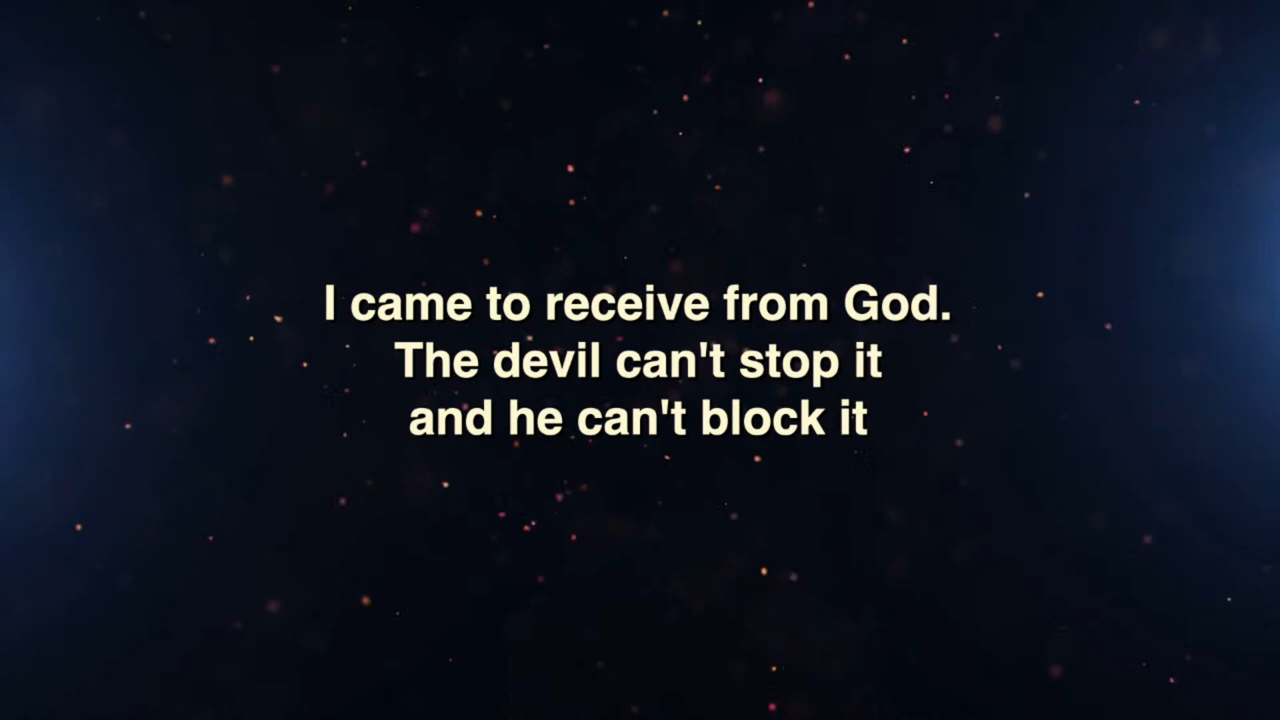 I came to receive from God.
The devil can't stop it
and he can't block it